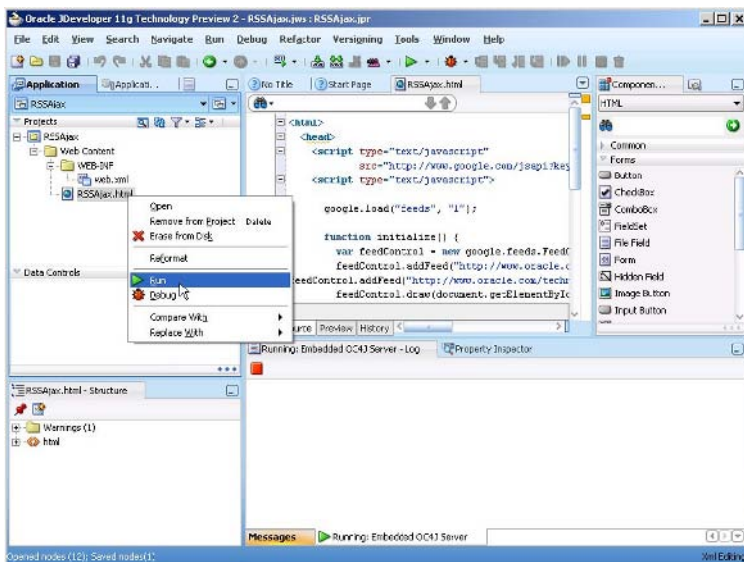 Oracle JDeveloper 11g Technology Preview 2 - RSSAjax.jws : RSSAjax.jpr
File Edit View Search Navigate Run Debug Refactor Versioning Tools Window Help
Application
Applicati...
RSSAjax
Projects
RSSAjax
Web Content
WEB-INF
web.xml
RSSAjax.html
Open
Remove from Project Delete
Erase from Disk
Reformat
Run
Debug
Compare With
Replace With
Data Controls
RSSAjax.html - Structure
Warnings (1)
html
No Title
Start Page
RSSAjax.html
<html>
<head>
<script type="text/javascript"
src="http://www.google.com/jsapi?key
<script type="text/javascript">
google.load("feeds", "1");
function initialize() {
var feedControl = new google.feeds.FeedC
feedControl.addFeed("http://www.oracle.c
eedControl.addFeed("http://www.oracle.com/techn
feedControl.draw(document.getElementById
urce Preview History
Running: Embedded OC4J Server - Log
Property Inspector
Messages
Running: Embedded OC4J Server
Componen...
HTML
Common
Forms
Button
CheckBox
ComboBox
FieldSet
File Field
Form
Hidden Field
Image Button
Input Button
Opened nodes (12); Saved nodes(1)
Xml Editing